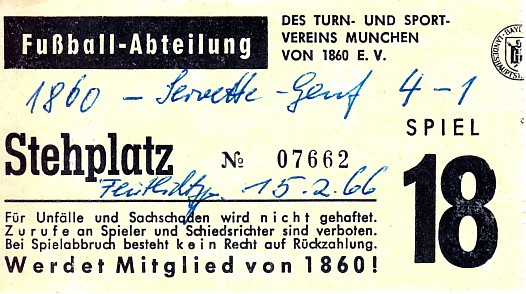 Fußball-Abteilung
DES TURN- UND SPORT-
VEREINS MUNCHEN
VON 1860 E. V.
1860 - Servette-Genf 4-1
Stehplatz № 07662
15.2.66
SPIEL
18
Für Unfälle und Sachschaden wird nicht gehaftet.
Zurufe an Spieler und Schiedsrichter sind verboten.
Bei Spielabbruch besteht kein Recht auf Rückzahlung.
Werdet Mitglied von 1860!